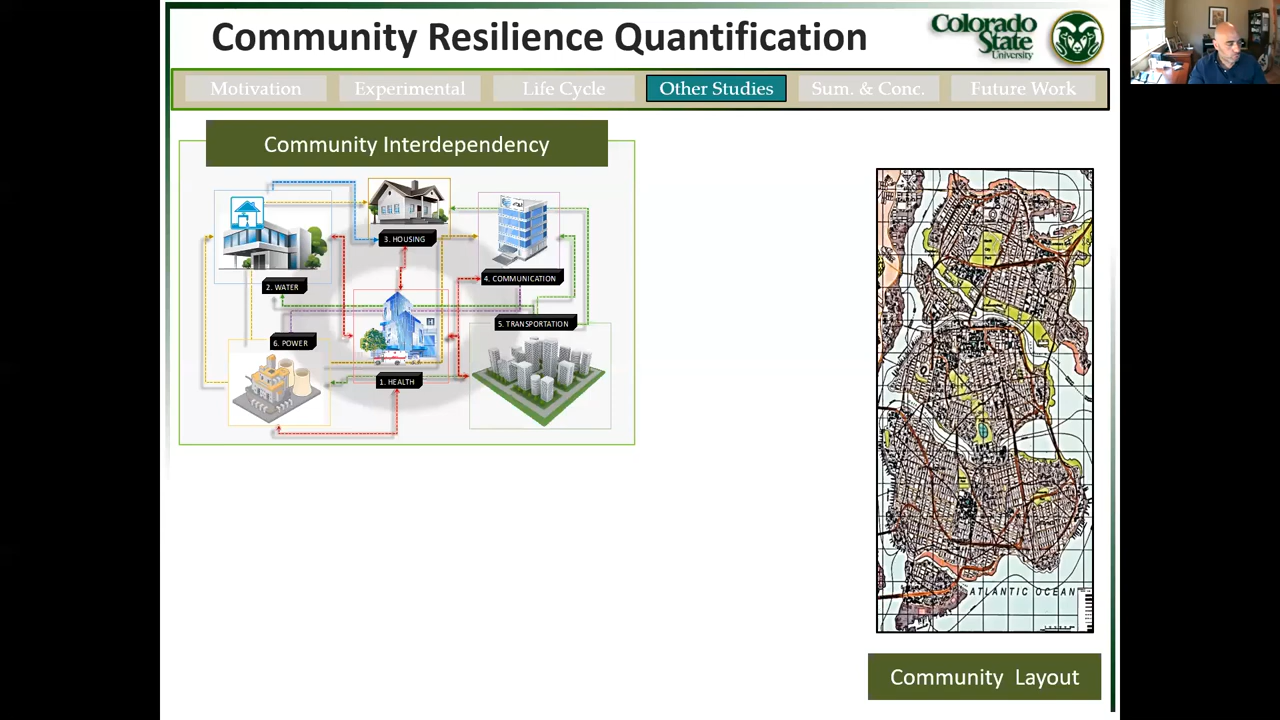 Community Resilience Quantification
Colorado
State
University
Motivation
Experimental
Life Cycle
Other Studies
Sum. & Conc.
Future Work
Community Interdependency
3. HOUSING
4. COMMUNICATION
2. WATER
5. TRANSPORTATION
6. POWER
H
1. HEALTH
ATLANTIC OCEAN
Community Layout